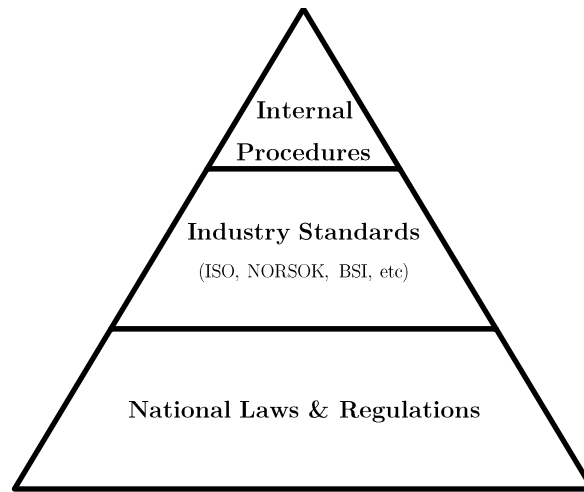 Internal
Procedures
Industry Standards
(ISO, NORSOK, BSI, etc)
National Laws & Regulations